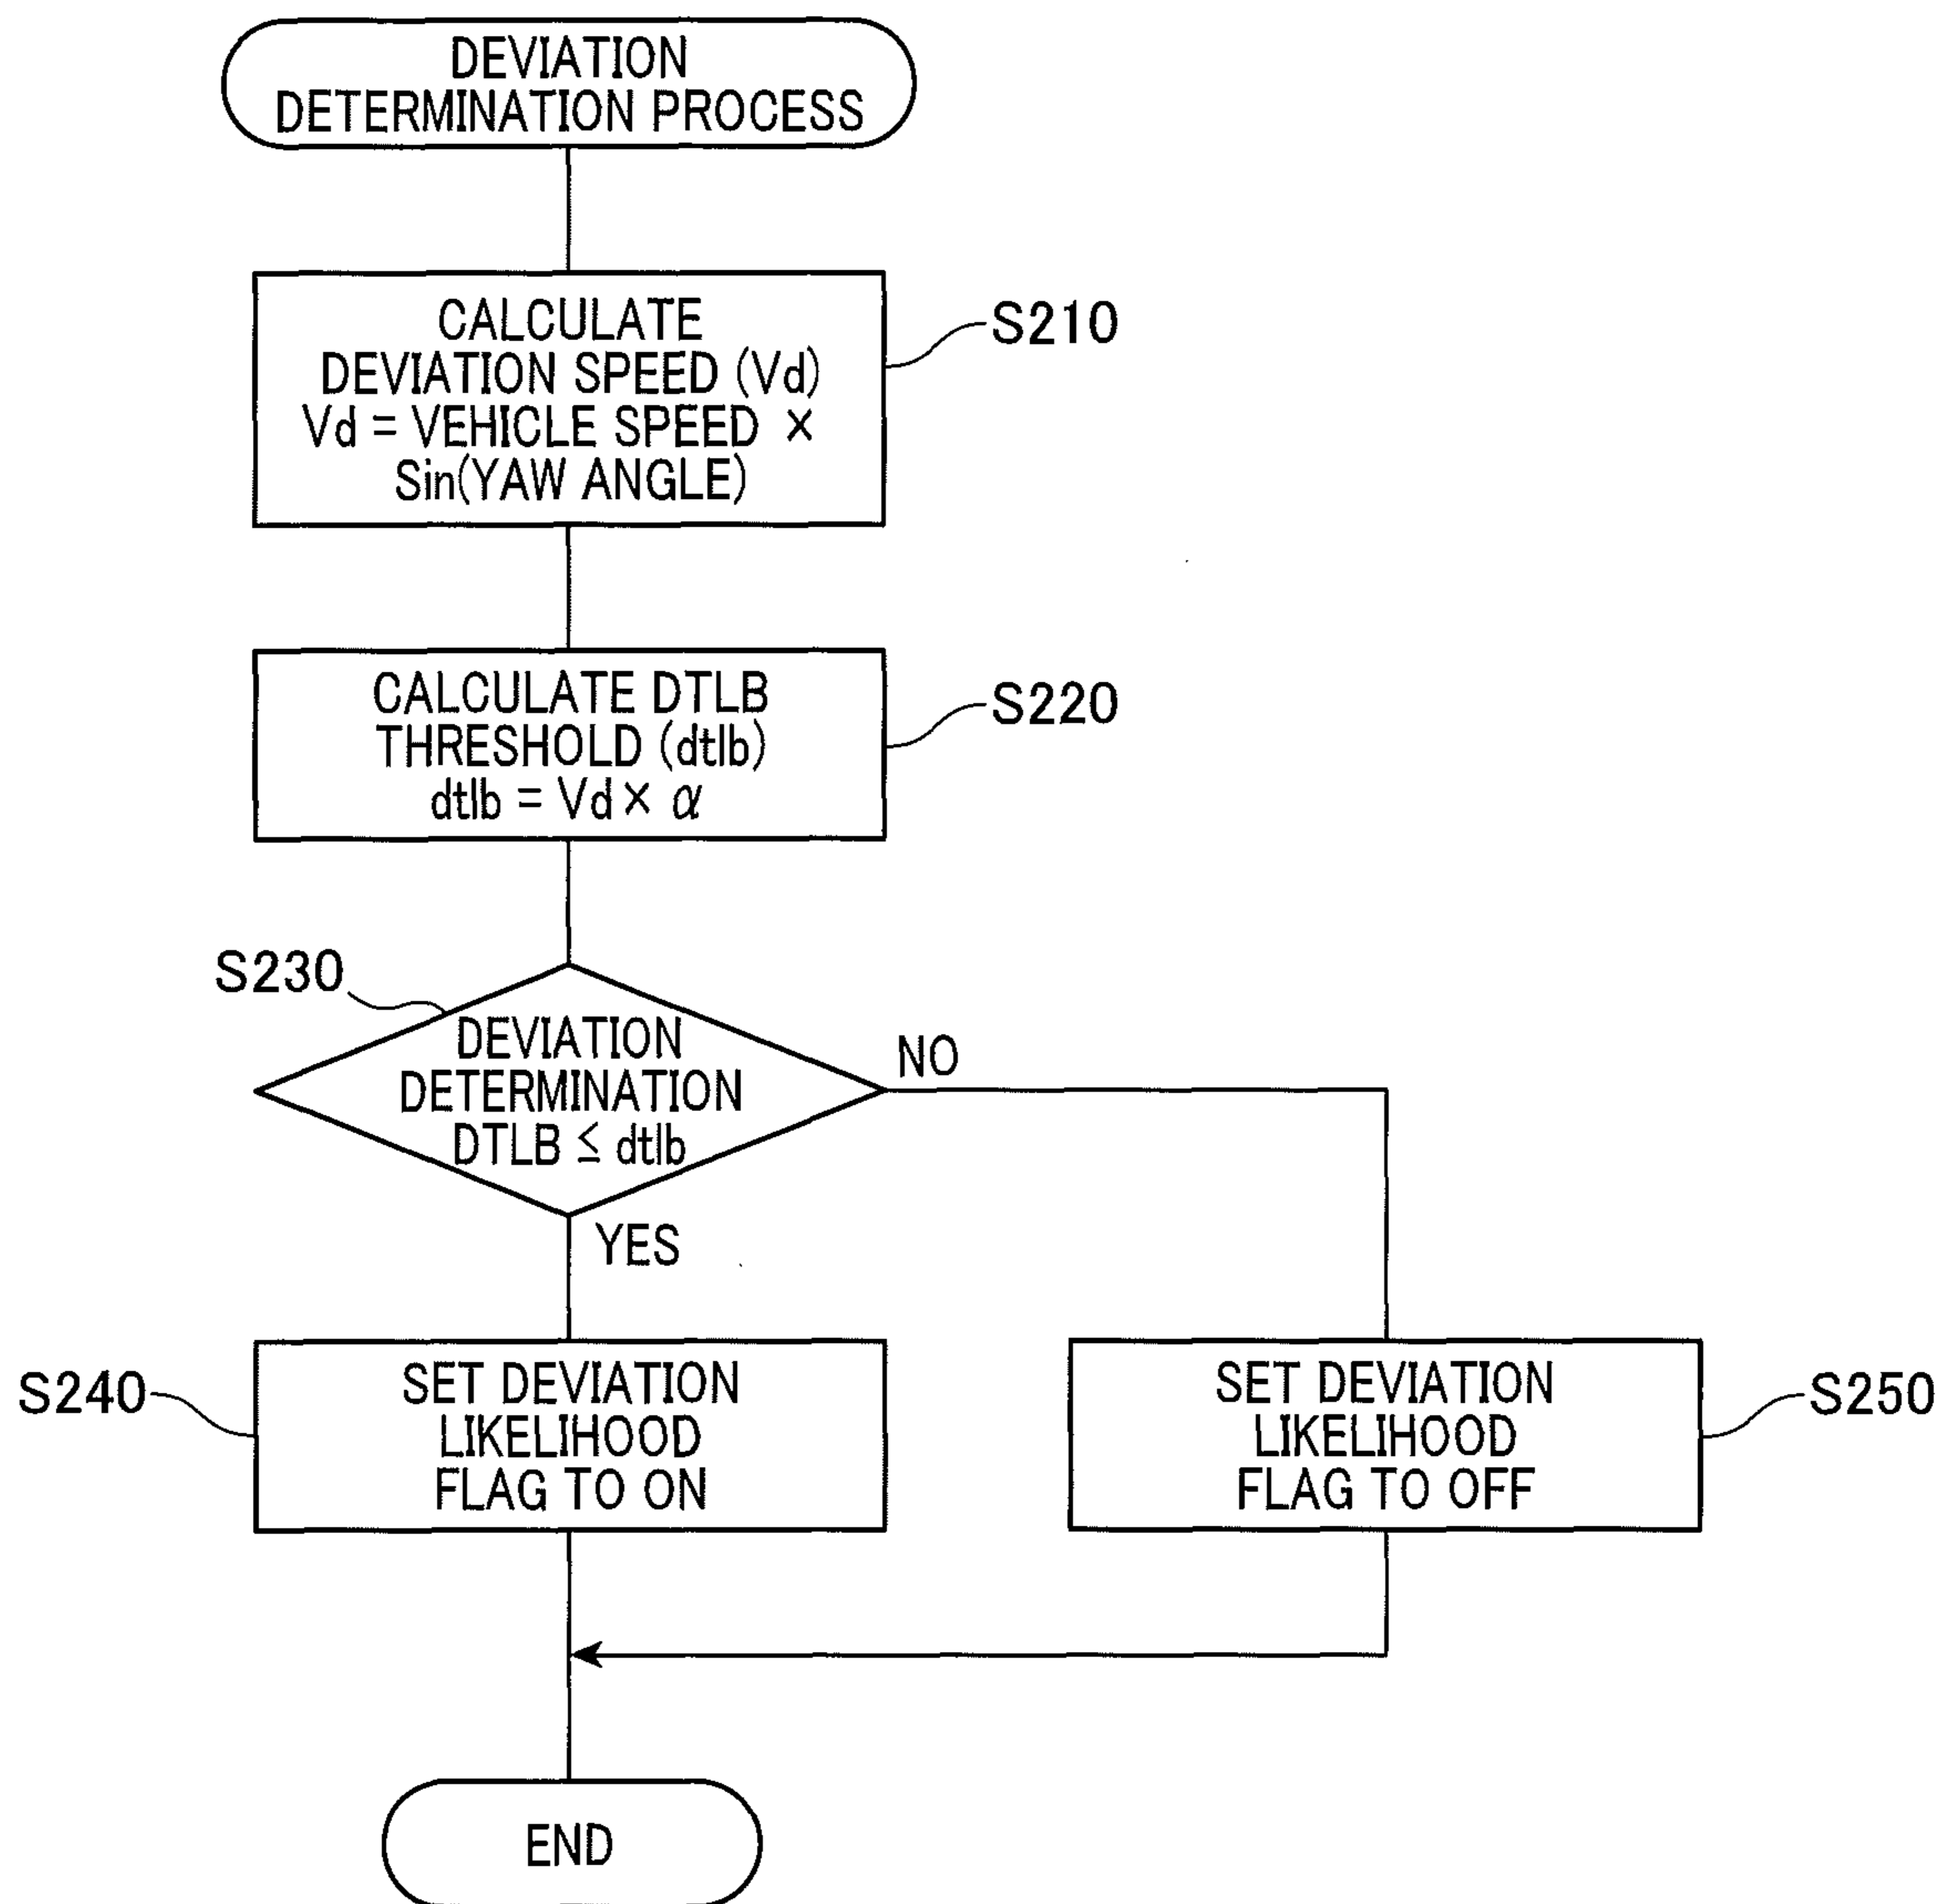 DEVIATION
DETERMINATION PROCESS
CALCULATE
DEVIATION SPEED (Vd)
Vd = VEHICLE SPEED ×
Sin(YAW ANGLE)
S210
CALCULATE DTLB
THRESHOLD (dtlb)
dtlb = Vd × α
S220
S230
DEVIATION
DETERMINATION
DTLB ≤ dtlb
NO
YES
S240
SET DEVIATION
LIKELIHOOD
FLAG TO ON
SET DEVIATION
LIKELIHOOD
FLAG TO OFF
S250
END